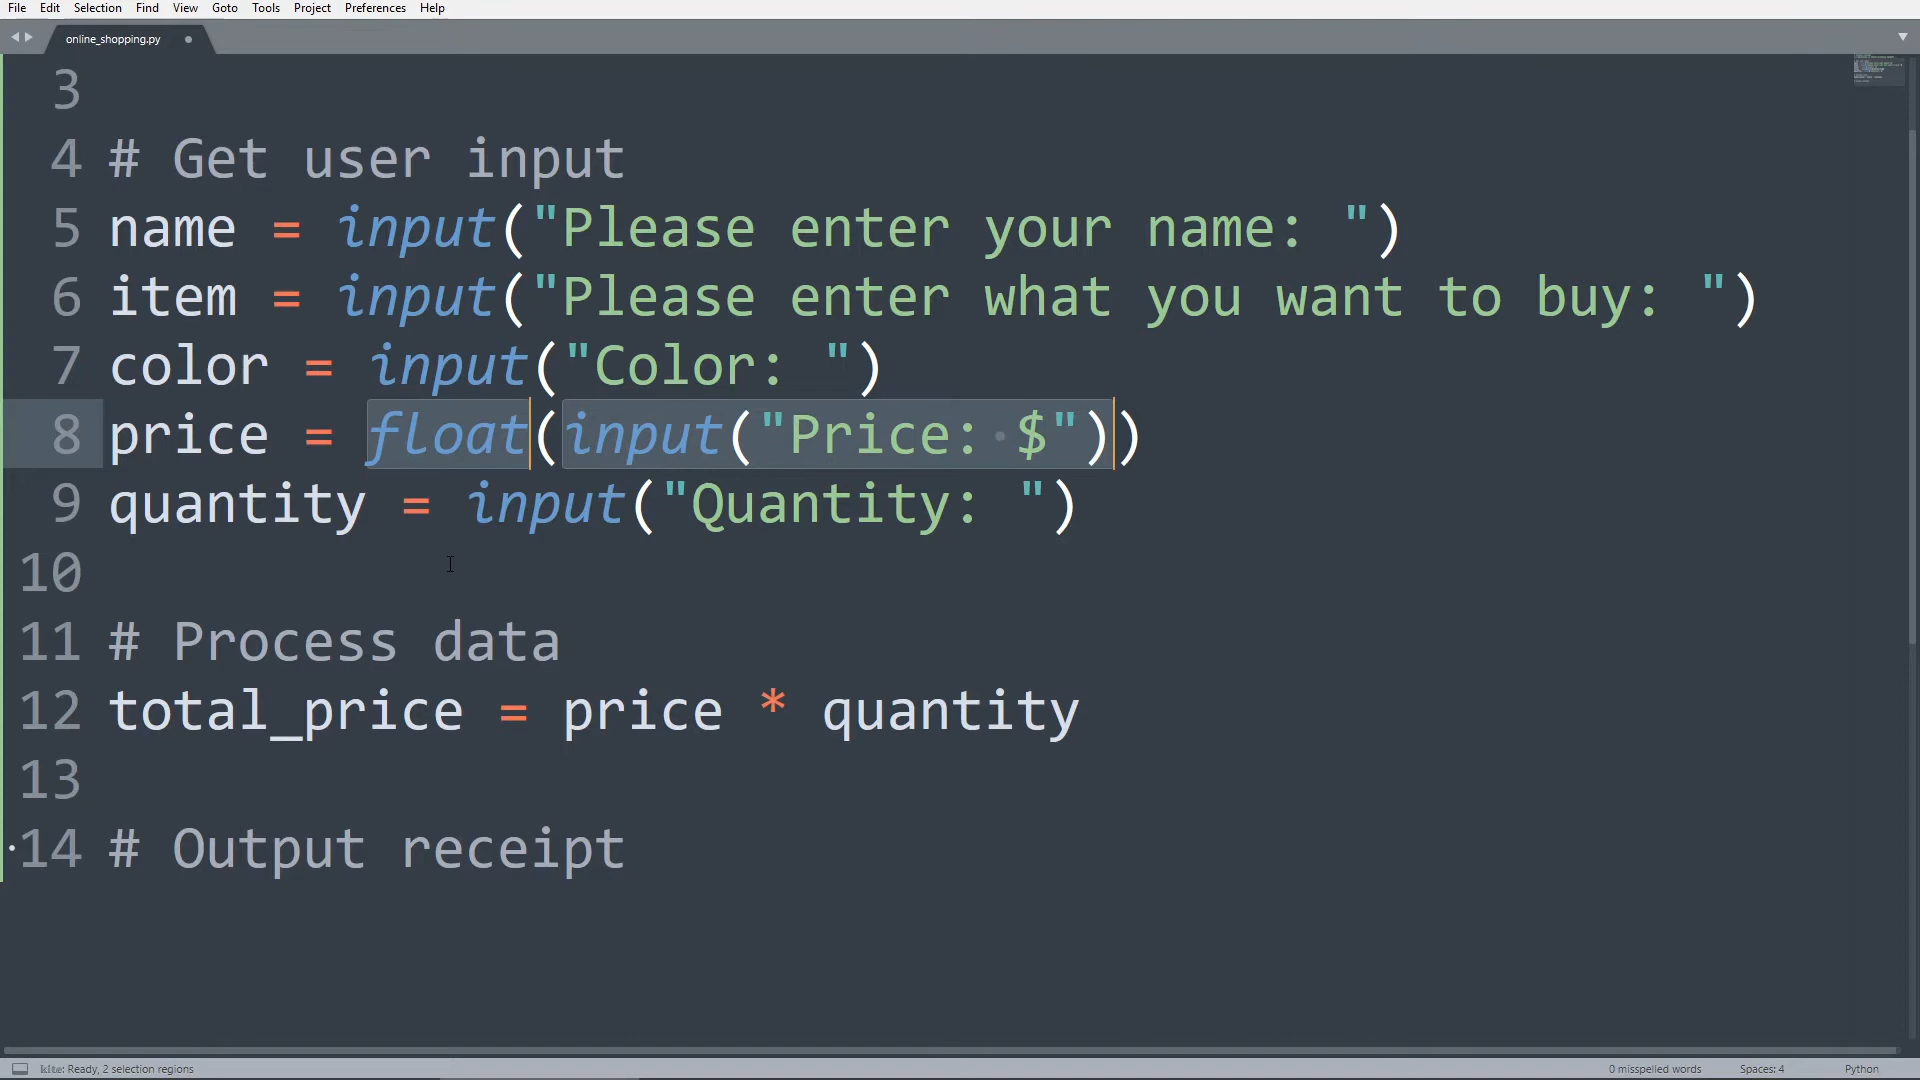 File Edit Selection Find View Goto Tools Project Preferences Help
online_shopping.py
3
4 # Get user input
5 name = input("Please enter your name: ")
6 item = input("Please enter what you want to buy: ")
7 color = input("Color: ")
8 price = float(input("Price: $"))
9 quantity = input("Quantity: ")
10
11 # Process data
12 total_price = price * quantity
13
14 # Output receipt
kite: Ready, 2 selection regions 0 misspelled words Spaces: 4 Python